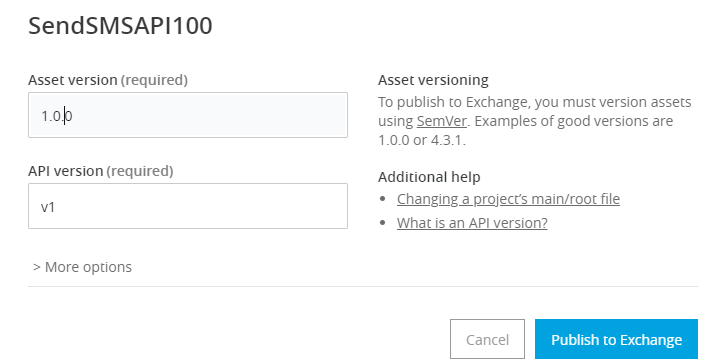 SendSMSAPI100
Asset version (required)
1.0.0
API version (required)
v1
> More options
Asset versioning
To publish to Exchange, you must version assets
using SemVer. Examples of good versions are
1.0.0 or 4.3.1.
Additional help
• Changing a project's main/root file
• What is an API version?
Cancel
Publish to Exchange